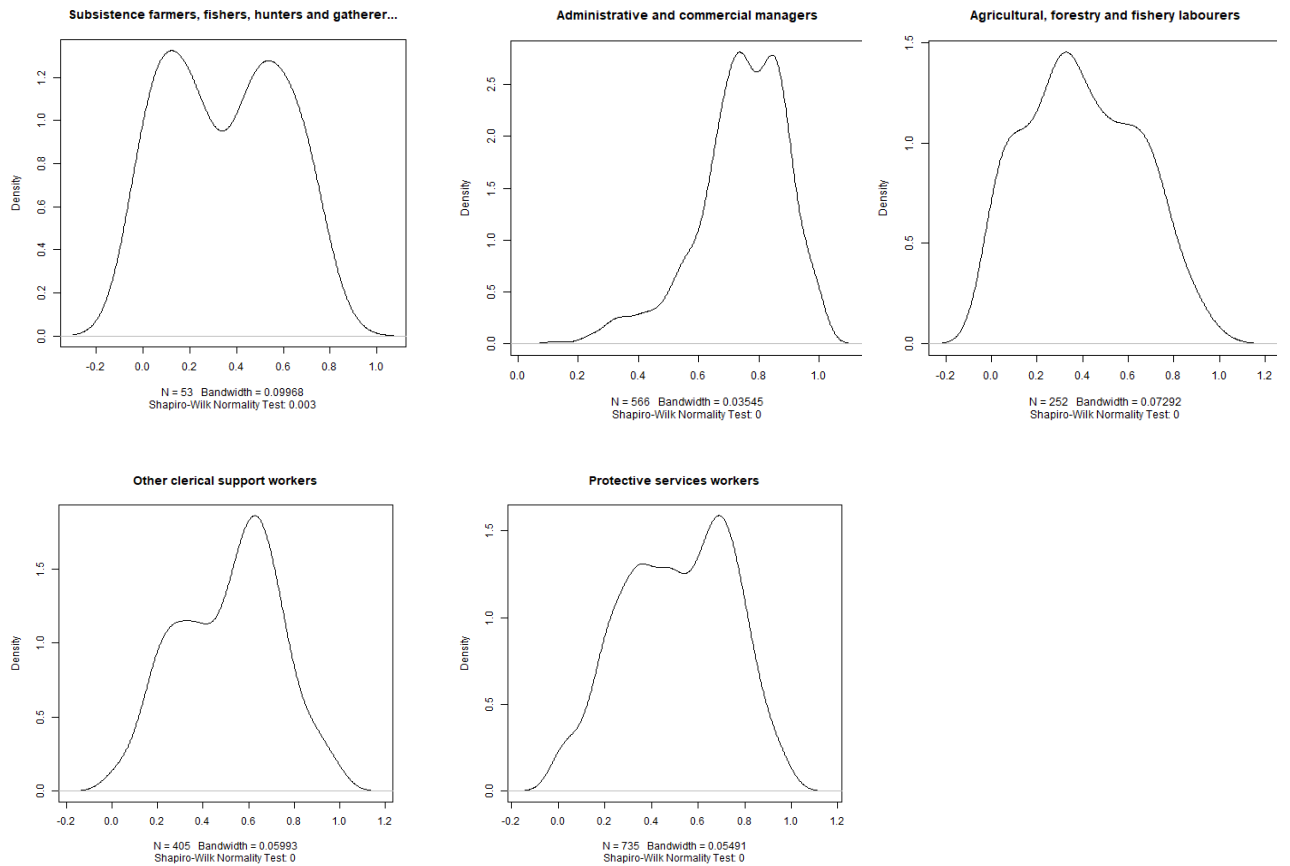 Subsistence farmers, fishers, hunters and gatherer...
Density
0.0 0.2 0.4 0.6 0.8 1.0 1.2
-0.2 0.0 0.2 0.4 0.6 0.8 1.0
N = 53 Bandwidth = 0.09968
Shapiro-Wilk Normality Test: 0.003
Administrative and commercial managers
Density
0.0 0.5 1.0 1.5 2.0 2.5
0.0 0.2 0.4 0.6 0.8 1.0
N = 566 Bandwidth = 0.03545
Shapiro-Wilk Normality Test: 0
Agricultural, forestry and fishery labourers
Density
0.0 0.5 1.0 1.5
-0.2 0.0 0.2 0.4 0.6 0.8 1.0 1.2
N = 252 Bandwidth = 0.07292
Shapiro-Wilk Normality Test: 0
Other clerical support workers
Density
0.0 0.5 1.0 1.5
-0.2 0.0 0.2 0.4 0.6 0.8 1.0 1.2
N = 405 Bandwidth = 0.05993
Shapiro-Wilk Normality Test: 0
Protective services workers
Density
0.0 0.5 1.0 1.5
-0.2 0.0 0.2 0.4 0.6 0.8 1.0 1.2
N = 735 Bandwidth = 0.05491
Shapiro-Wilk Normality Test: 0